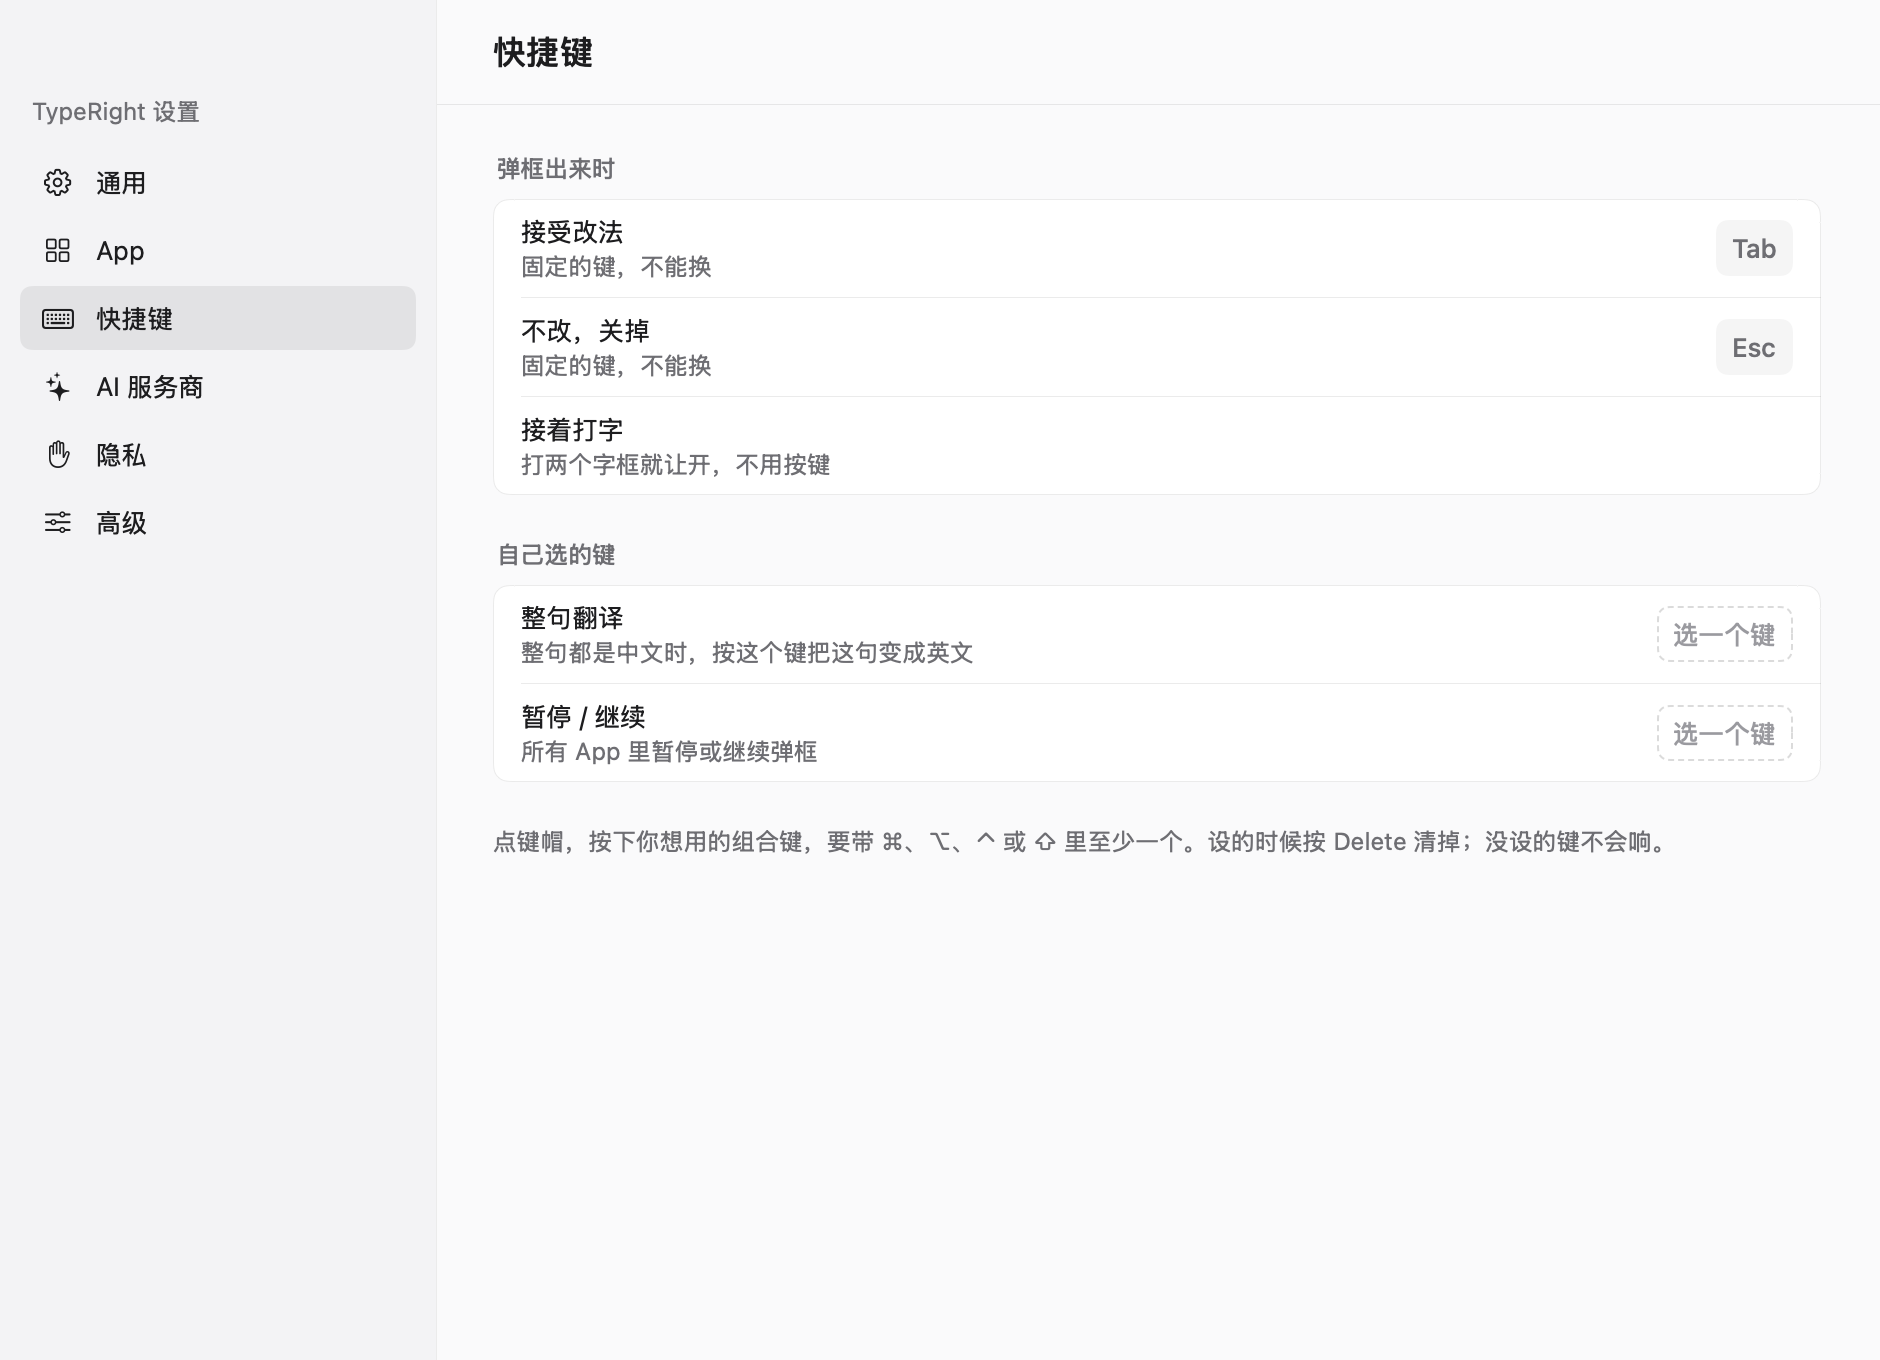 快捷键
TypeRight 设置
通用
App
快捷键
AI 服务商
隐私
高级
弹框出来时
接受改法
固定的键，不能换
Tab
不改，关掉
固定的键，不能换
Esc
接着打字
打两个字框就让开，不用按键
自己选的键
整句翻译
整句都是中文时，按这个键把这句变成英文
选一个键
暂停 / 继续
所有 App 里暂停或继续弹框
选一个键
点键帽，按下你想用的组合键，要带 ⌘、⌥、^ 或 ⇧ 里至少一个。设的时候按 Delete 清掉；没设的键不会响。